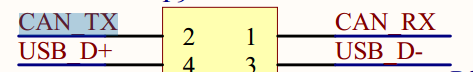 CAN_TX 2 1 CAN_RX
USB_D+ 4 3 USB_D-